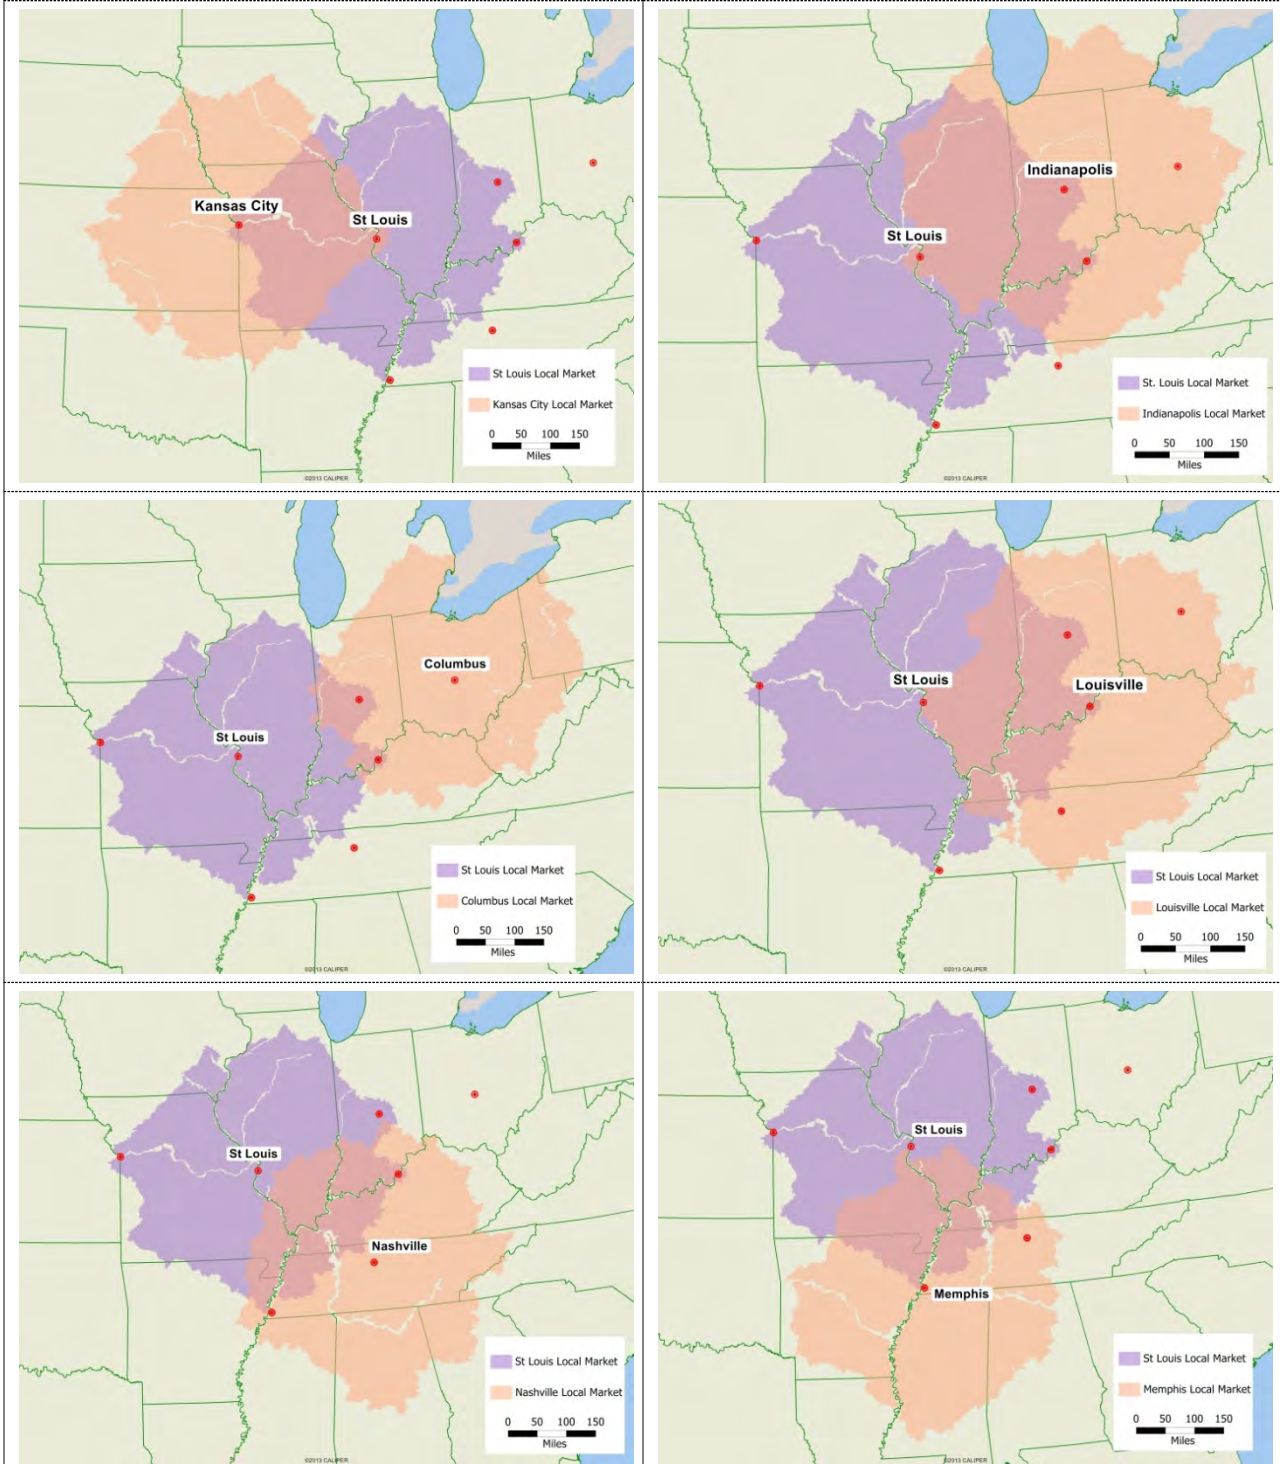 Kansas City
St Louis
St Louis Local Market
Kansas City Local Market
0 50 100 150
Miles
©2013 CALIPER
Indianapolis
St Louis
St. Louis Local Market
Indianapolis Local Market
0 50 100 150
Miles
©2013 CALIPER
Columbus
St Louis
St Louis Local Market
Columbus Local Market
0 50 100 150
Miles
©2013 CALIPER
St Louis
Louisville
St Louis Local Market
Louisville Local Market
0 50 100 150
Miles
©2013 CALIPER
St Louis
Nashville
St Louis Local Market
Nashville Local Market
0 50 100 150
Miles
©2013 CALIPER
St Louis
Memphis
St Louis Local Market
Memphis Local Market
0 50 100 150
Miles
©2013 CALIPER